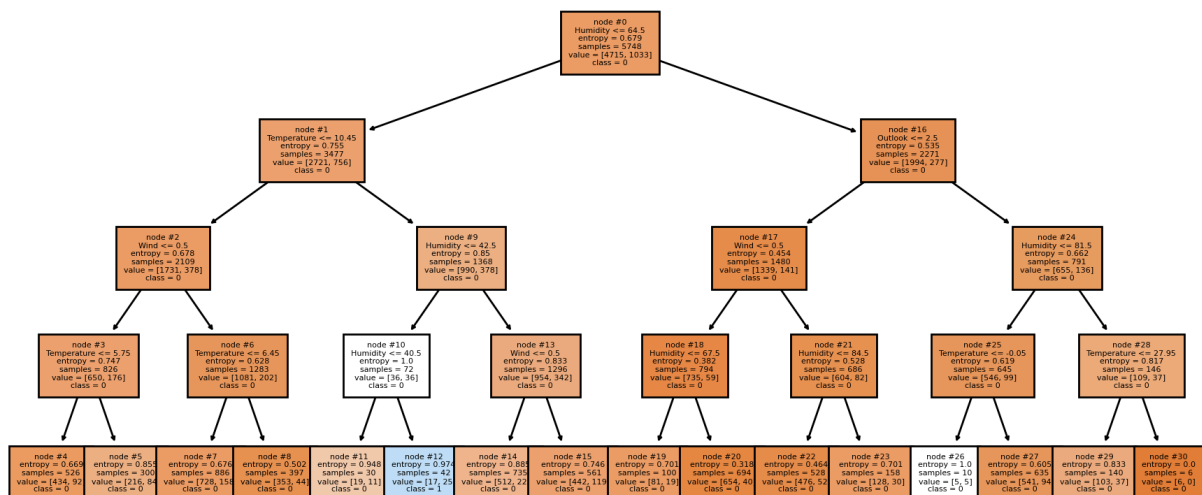 node #0
Humidity <= 64.5
entropy = 0.679
samples = 5748
value = [4715, 1033]
class = 0
node #1
Temperature <= 10.45
entropy = 0.755
samples = 3477
value = [2721, 756]
class = 0
node #16
Outlook <= 2.5
entropy = 0.535
samples = 2271
value = [1994, 277]
class = 0
node #2
Wind <= 0.5
entropy = 0.678
samples = 2109
value = [1731, 378]
class = 0
node #9
Humidity <= 42.5
entropy = 0.85
samples = 1368
value = [990, 378]
class = 0
node #17
Wind <= 0.5
entropy = 0.454
samples = 1480
value = [1339, 141]
class = 0
node #24
Humidity <= 81.5
entropy = 0.662
samples = 791
value = [655, 136]
class = 0
node #3
Temperature <= 5.75
entropy = 0.747
samples = 826
value = [650, 176]
class = 0
node #6
Temperature <= 6.45
entropy = 0.628
samples = 1283
value = [1081, 202]
class = 0
node #10
Humidity <= 40.5
entropy = 1.0
samples = 72
value = [36, 36]
class = 0
node #13
Wind <= 0.5
entropy = 0.833
samples = 1296
value = [954, 342]
class = 0
node #18
Humidity <= 67.5
entropy = 0.382
samples = 794
value = [735, 59]
class = 0
node #21
Humidity <= 84.5
entropy = 0.528
samples = 686
value = [604, 82]
class = 0
node #25
Temperature <= -0.05
entropy = 0.619
samples = 645
value = [546, 99]
class = 0
node #28
Temperature <= 27.95
entropy = 0.817
samples = 146
value = [109, 37]
class = 0
node #4
entropy = 0.669
samples = 526
value = [434, 92
class = 0
node #5
entropy = 0.855
samples = 300
value = [216, 84
class = 0
node #7
entropy = 0.676
samples = 886
value = [728, 158
class = 0
node #8
entropy = 0.502
samples = 397
value = [353, 44]
class = 0
node #11
entropy = 0.948
samples = 30
value = [19, 11]
class = 0
node #12
entropy = 0.974
samples = 42
value = [17, 25
class = 1
node #14
entropy = 0.885
samples = 735
value = [512, 22
class = 0
node #15
entropy = 0.746
samples = 561
value = [442, 119
class = 0
node #19
entropy = 0.701
samples = 100
value = [81, 19]
class = 0
node #20
entropy = 0.318
samples = 694
value = [654, 40
class = 0
node #22
entropy = 0.464
samples = 528
value = [476, 52
class = 0
node #23
entropy = 0.701
samples = 158
value = [128, 30]
class = 0
node #26
entropy = 1.0
samples = 10
value = [5, 5]
class = 0
node #27
entropy = 0.605
samples = 635
value = [541, 94
class = 0
node #29
entropy = 0.833
samples = 140
value = [103, 37]
class = 0
node #30
entropy = 0.0
samples = 6
value = [6, 0]
class = 0